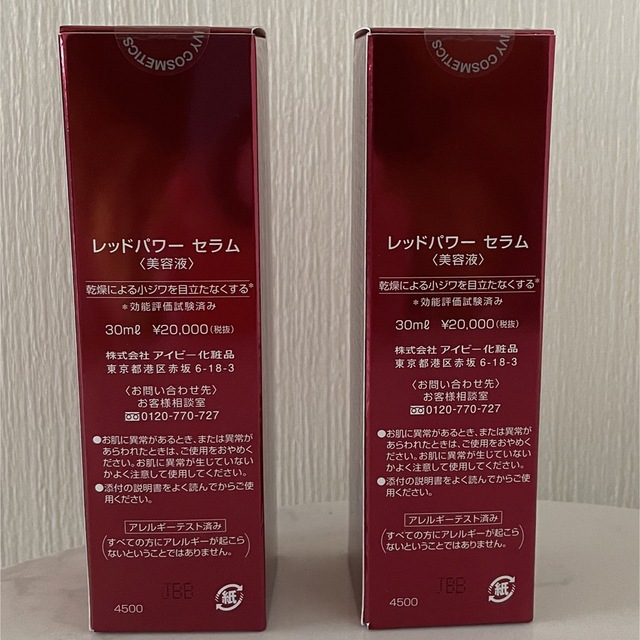 IVY COSMETICS
レッドパワー セラム
〈美容液〉
乾燥による小ジワを目立たなくする*
*効能評価試験済み
30mℓ ¥20,000(税抜)
株式会社 アイビー化粧品
東京都港区赤坂 6-18-3
〈お問い合わせ先〉
お客様相談室
0120-770-727
●お肌に異常があるとき、または異常が
あらわれたときは、ご使用をおやめく
ださい。お肌に異常が生じていない
かよく注意して使用してください。
●添付の説明書をよく読んでからご使
用ください。
アレルギーテスト済み
(すべての方にアレルギーが起こら
ないということではありません。)
JBB
紙
4500
IVY COSMETICS
レッドパワー セラム
〈美容液〉
乾燥による小ジワを目立たなくする*
*効能評価試験済み
30mℓ ¥20,000(税抜)
株式会社 アイビー化粧品
東京都港区赤坂 6-18-3
〈お問い合わせ先〉
お客様相談室
0120-770-727
●お肌に異常があるとき、または異常が
あらわれたときは、ご使用をおやめく
ださい。お肌に異常が生じていない
かよく注意して使用してください。
●添付の説明書をよく読んでからご使
用ください。
アレルギーテスト済み
(すべての方にアレルギーが起こら
ないということではありません。)
JBB
紙
4500